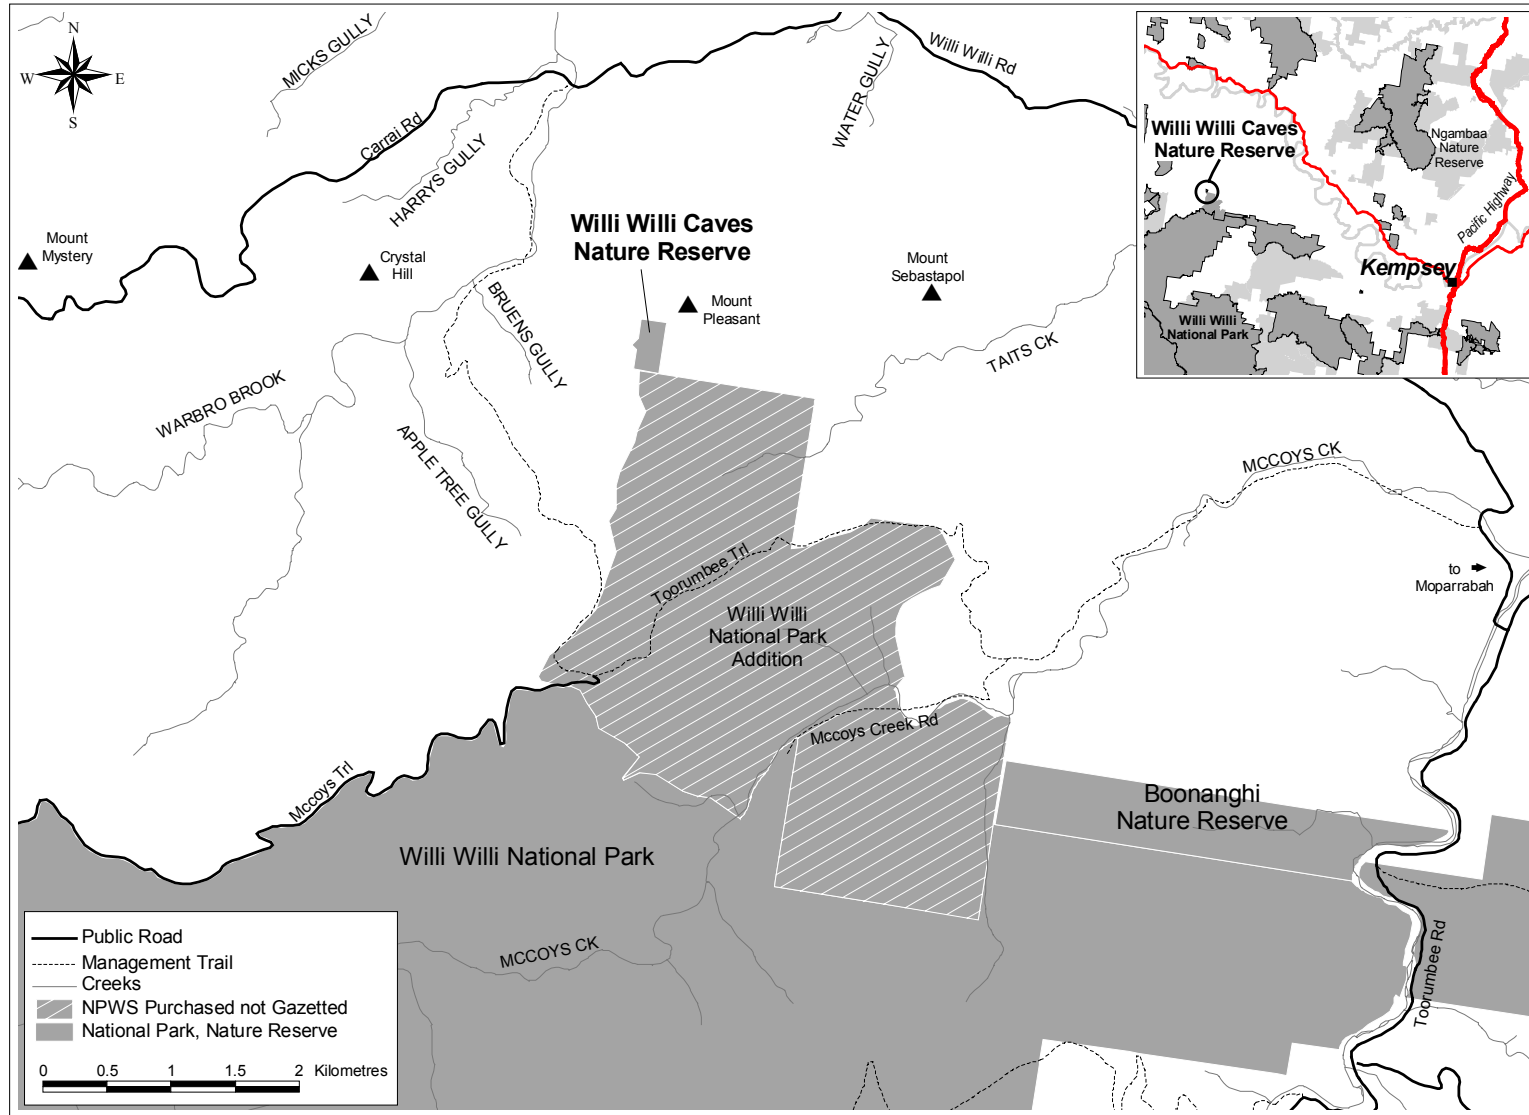 N
W
E
S
MICKS GULLY
Carrai Rd
HARRYS GULLY
WATER GULLY
Willi Willi Rd
Mount
Mystery
Crystal
Hill
Willi Willi Caves
Nature Reserve
Mount
Pleasant
Mount
Sebastapol
BRUENS GULLY
TAITS CK
WARBRO BROOK
APPLE TREE GULLY
MCCOYS CK
Toorumbee Trl
to
Moparrabah
Willi Willi
National Park
Addition
Mccoys Creek Rd
Mccoys Trl
Boonanghi
Nature Reserve
Willi Willi National Park
MCCOYS CK
Toorumbee Rd
Willi Willi Caves
Nature Reserve
Ngambaa
Nature
Reserve
Pacific Highway
Kempsey
Willi Willi
National Park
Public Road
Management Trail
Creeks
NPWS Purchased not Gazetted
National Park, Nature Reserve
0 0.5 1 1.5 2 Kilometres